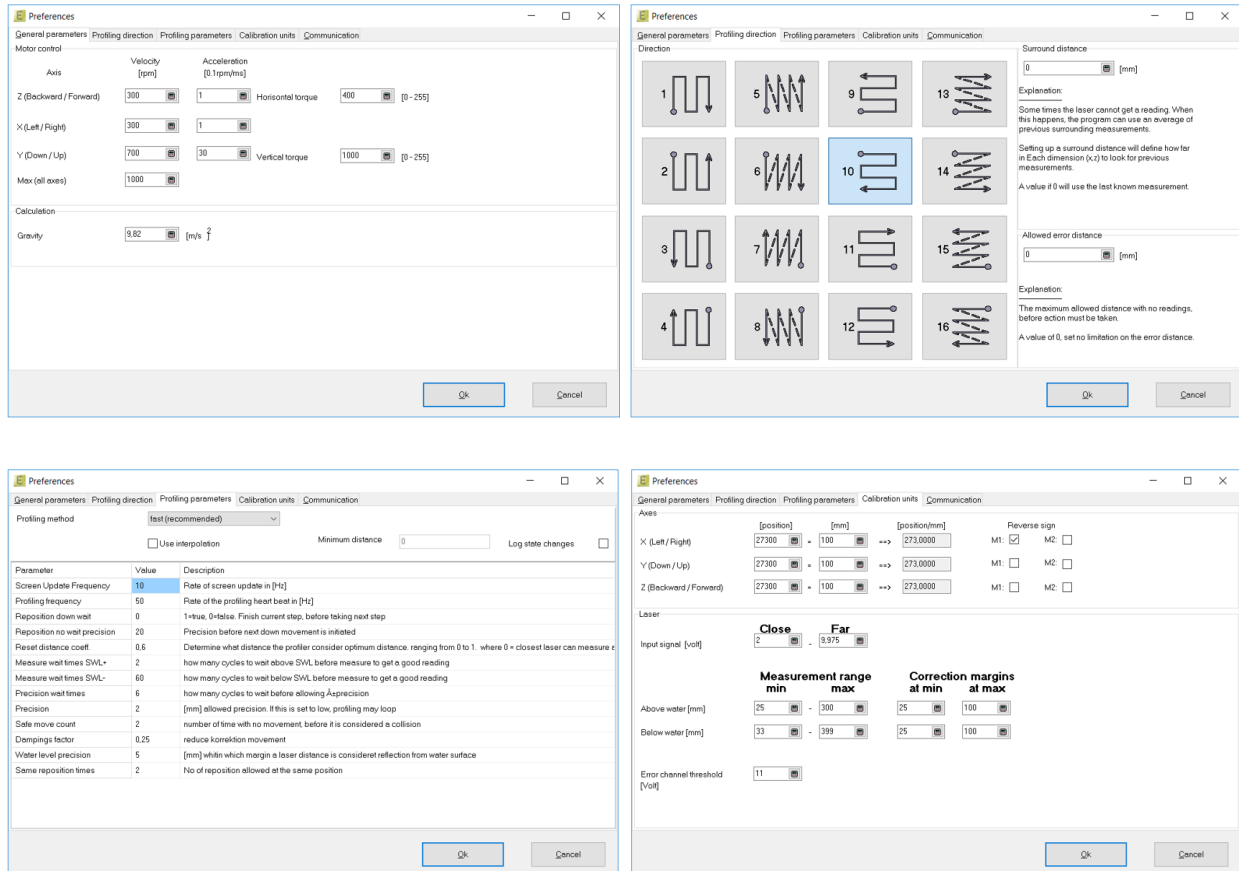 Preferences
General parameters Profiling direction Profiling parameters Calibration units Communication
Motor control
Velocity Acceleration
Axis [rpm] [0.1rpm/ms]
Z (Backward / Forward) 300 1 Horisontal torque 400 [0 - 255]
X (Left / Right) 300 1
Y (Down / Up) 700 30 Vertical torque 1000 [0 - 255]
Max (all axes) 1000
Calculation
Gravity 9,82 [m/s 2 ]
Ok Cancel
Preferences
General parameters Profiling direction Profiling parameters Calibration units Communication
Direction
1 5 9 13
2 6 10 14
3 7 11 15
4 8 12 16
Surround distance
0 [mm]
Explanation:
Some times the laser cannot get a reading. When
this happens, the program can use an average of
previous surrounding measurements.
Setting up a surround distance will define how far
in Each dimension (x,z) to look for previous
measurements.
A value if 0 will use the last known measurement.
Allowed error distance
0 [mm]
Explanation:
The maximum allowed distance with no readings,
before action must be taken.
A value of 0, set no limitation on the error distance.
Ok Cancel
Preferences
General parameters Profiling direction Profiling parameters Calibration units Communication
Profiling method fast (recommended)
Use interpolation Minimum distance 0 Log state changes
Parameter Value Description
Screen Update Frequency 10 Rate of screen update in [Hz]
Profiling frequency 50 Rate of the profiling heart beat in [Hz]
Reposition down wait 0 1=true, 0=false. Finish current step, before taking next step
Reposition no wait precision 20 Precision before next down movement is initiated
Reset distance coeff. 0,6 Determine what distance the profiler consider optimum distance. ranging from 0 to 1. where 0 = closest laser can measure
Measure wait times SWL+ 2 how many cycles to wait above SWL before measure to get a good reading
Measure wait times SWL- 60 how many cycles to wait below SWL before measure to get a good reading
Precision wait times 6 how many cycles to wait before allowing Â±precision
Precision 2 [mm] allowed precision. If this is set to low, profiling may loop
Safe move count 2 number of time with no movement, before it is considered a collision
Dampings factor 0,25 reduce korrektion movement
Water level precision 5 [mm] whitin which margin a laser distance is consideret reflection from water surface
Same reposition times 2 No of reposition allowed at the same position
Ok Cancel
Preferences
General parameters Profiling direction Profiling parameters Calibration units Communication
Axes
[position] [mm] [position/mm] Reverse sign
X (Left / Right) 27300 = 100 ==> 273,0000 M1: M2:
Y (Down / Up) 27300 = 100 ==> 273,0000 M1: M2:
Z (Backward / Forward) 27300 = 100 ==> 273,0000 M1: M2:
Laser
Close Far
Input signal [volt] 2 - 9,975
Measurement range Correction margins
min max at min at max
Above water [mm] 25 - 300 25 100
Below water [mm] 33 - 399 25 100
Error channel threshold 11
[Volt]
Ok Cancel